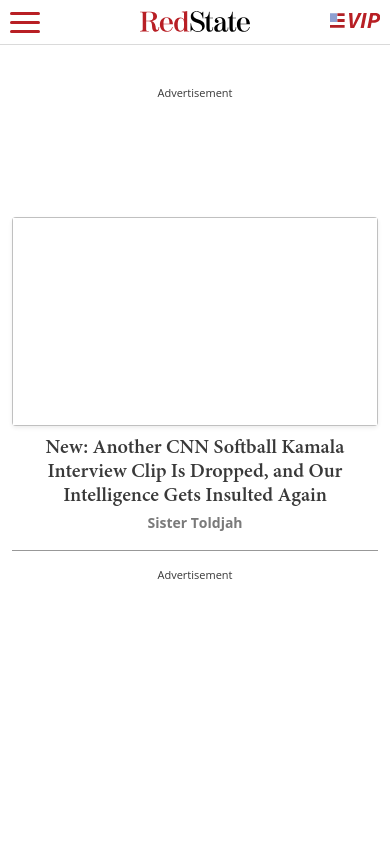 RedState
VIP
Advertisement
New: Another CNN Softball Kamala
Interview Clip Is Dropped, and Our
Intelligence Gets Insulted Again
Sister Toldjah
Advertisement